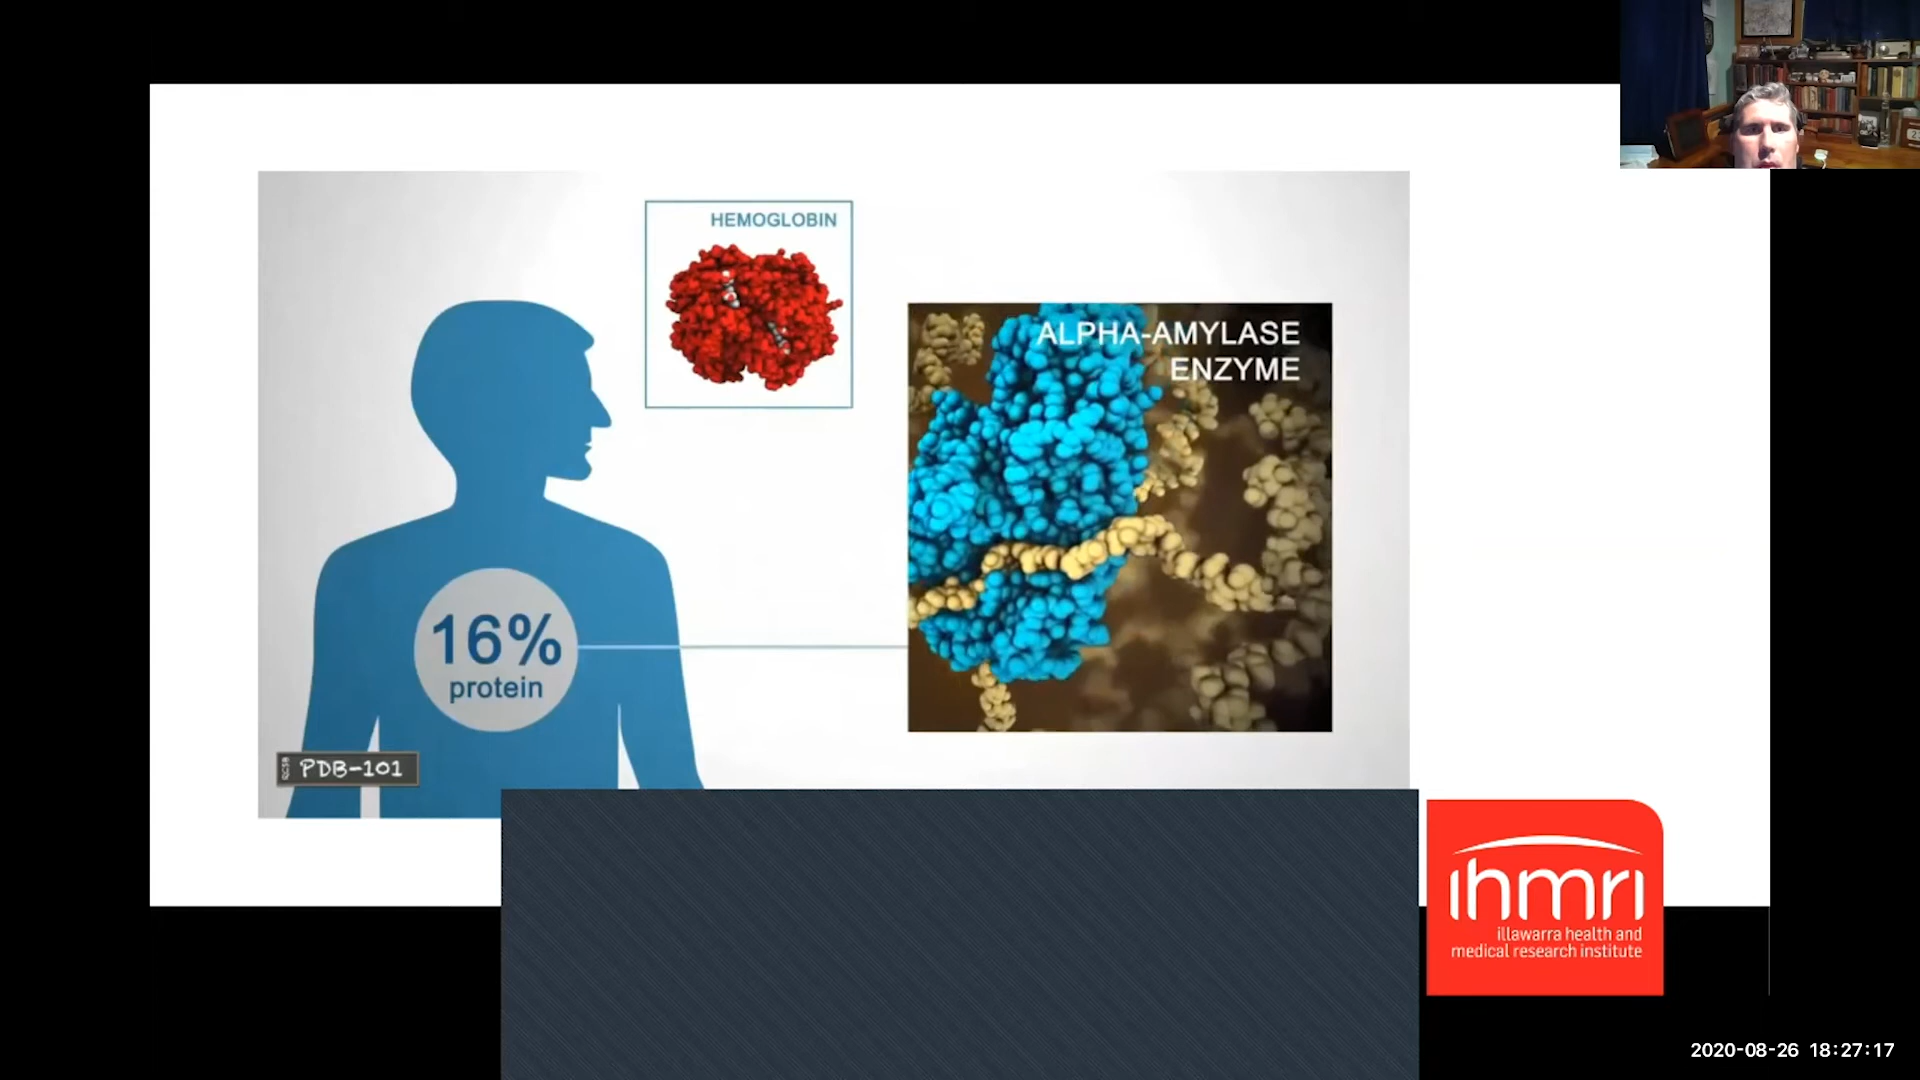 HEMOGLOBIN
ALPHA-AMYLASE
ENZYME
16%
protein
RCSB
PDB-101
ihmri
illawarra health and
medical research institute
2020-08-26 18:27:17